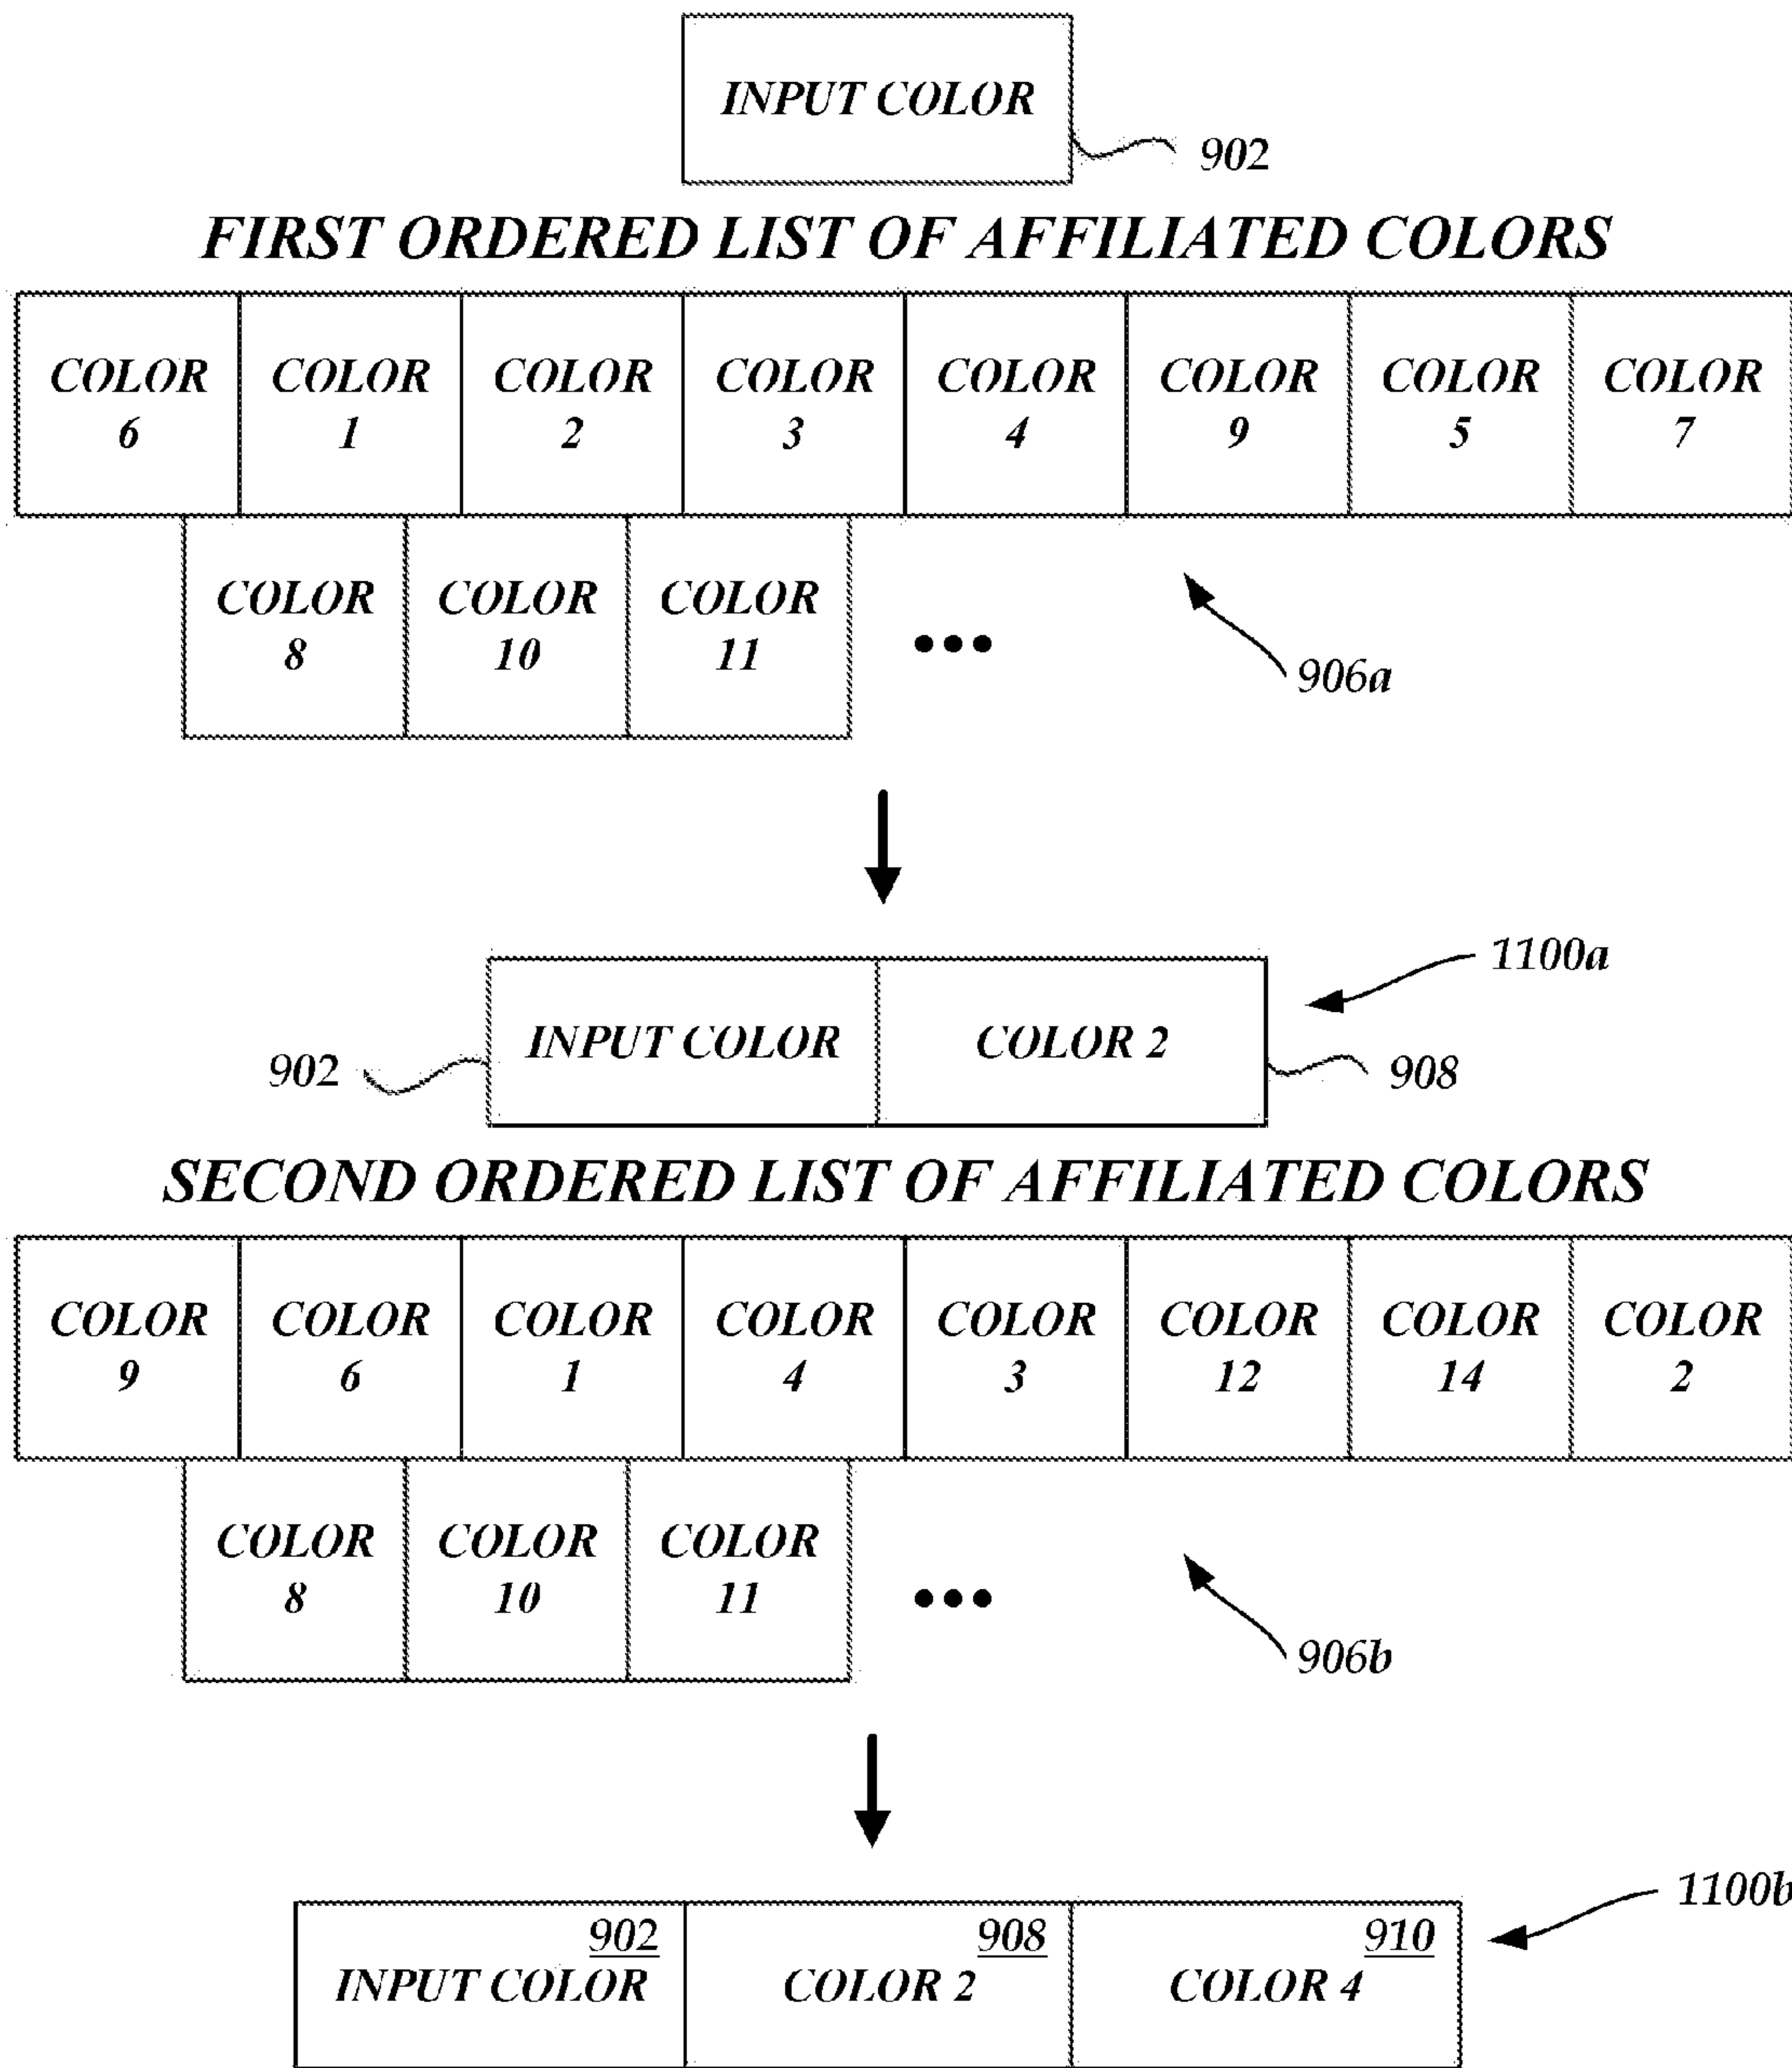 INPUT COLOR
902
FIRST ORDERED LIST OF AFFILIATED COLORS
COLOR 6
COLOR 1
COLOR 2
COLOR 3
COLOR 4
COLOR 9
COLOR 5
COLOR 7
COLOR 8
COLOR 10
COLOR 11
•••
906a
1100a
902
INPUT COLOR
COLOR 2
908
SECOND ORDERED LIST OF AFFILIATED COLORS
COLOR 9
COLOR 6
COLOR 1
COLOR 4
COLOR 3
COLOR 12
COLOR 14
COLOR 2
COLOR 8
COLOR 10
COLOR 11
•••
906b
1100b
902
INPUT COLOR
908
COLOR 2
910
COLOR 4